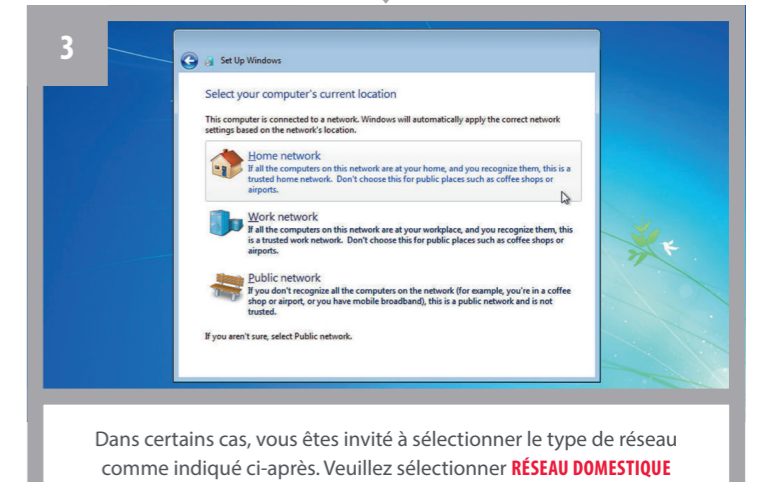 3
Set Up Windows
Select your computer's current location
This computer is connected to a network. Windows will automatically apply the correct network
settings based on the network's location.
Home network
If all the computers on this network are at your home, and you recognize them, this is a
trusted home network. Don't choose this for public places such as coffee shops or
airports.
Work network
If all the computers on this network are at your workplace, and you recognize them, this
is a trusted work network. Don't choose this for public places such as coffee shops or
airports.
Public network
If you don't recognize all the computers on the network (for example, you're in a coffee
shop or airport, or you have mobile broadband), this is a public network and is not
trusted.
If you aren't sure, select Public network.
Dans certains cas, vous êtes invité à sélectionner le type de réseau
comme indiqué ci-après. Veuillez sélectionner RÉSEAU DOMESTIQUE